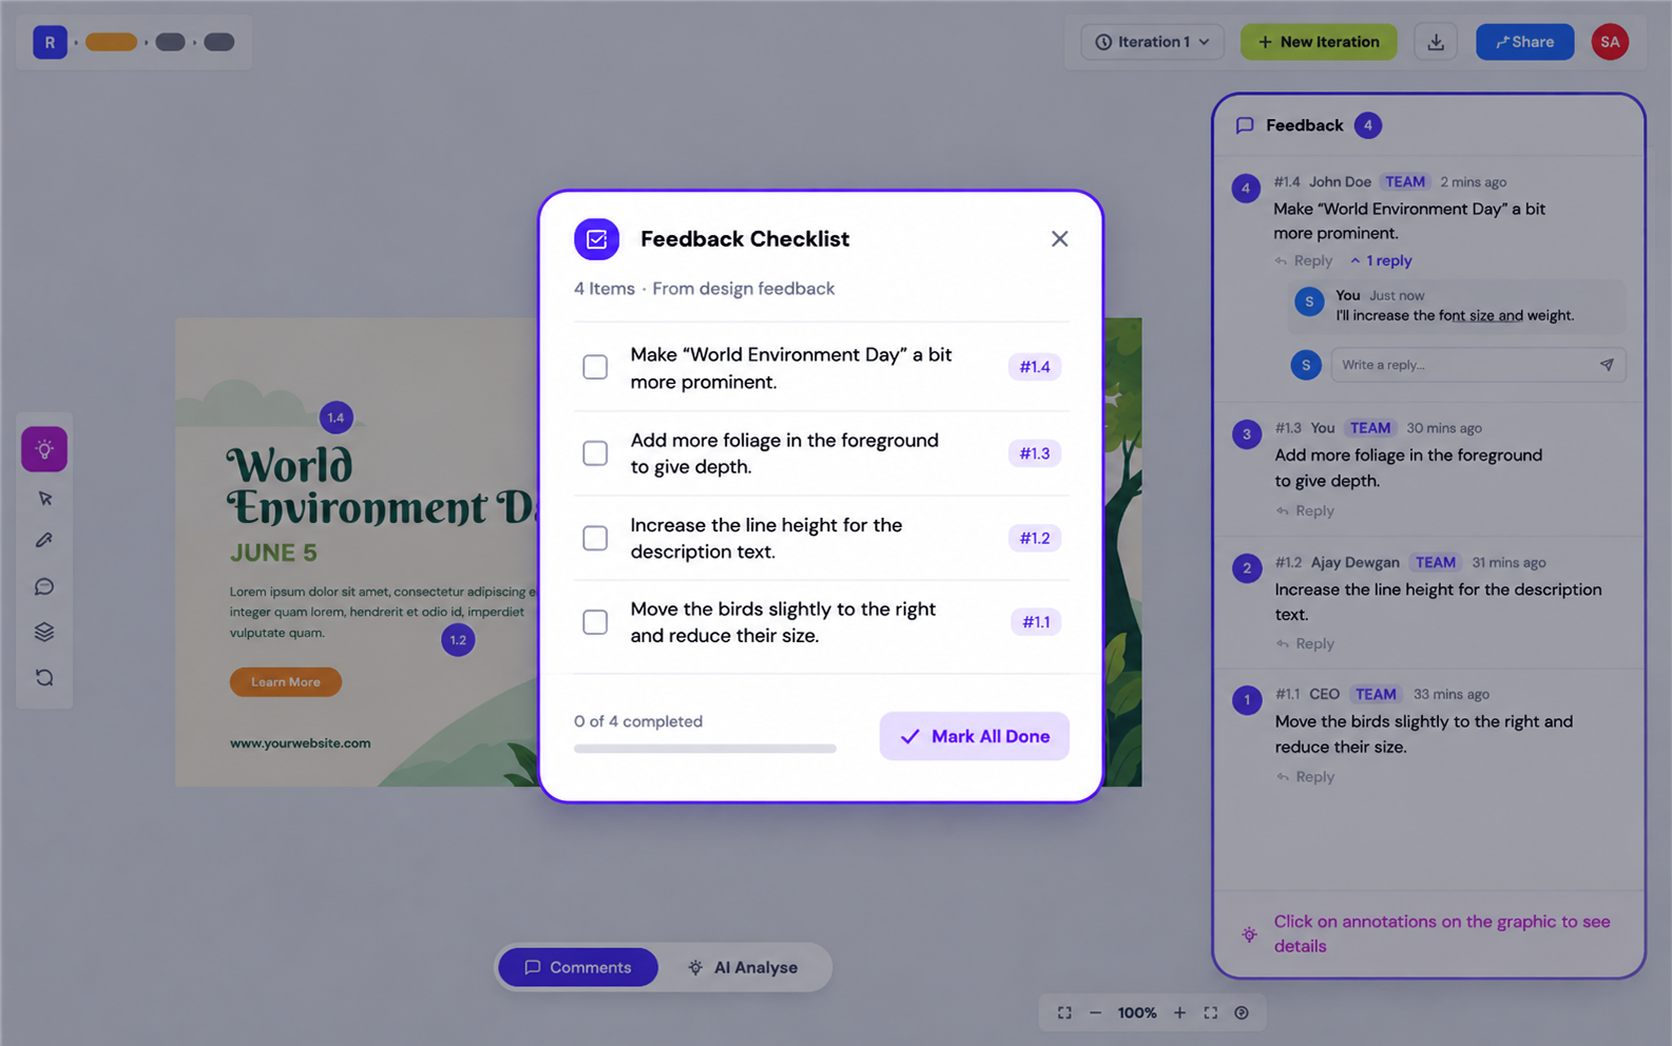 R
Iteration 1
+ New Iteration
Share
SA
Feedback 4
4
#1.4 John Doe TEAM 2 mins ago
Make “World Environment Day” a bit
more prominent.
Reply
1 reply
S
You Just now
I'll increase the font size and weight.
S
Write a reply...
3
#1.3 You TEAM 30 mins ago
Add more foliage in the foreground
to give depth.
Reply
2
#1.2 Ajay Dewgan TEAM 31 mins ago
Increase the line height for the description
text.
Reply
1
#1.1 CEO TEAM 33 mins ago
Move the birds slightly to the right and
reduce their size.
Reply
Click on annotations on the graphic to see
details
Feedback Checklist
4 Items · From design feedback
Make “World Environment Day” a bit
more prominent.
#1.4
Add more foliage in the foreground
to give depth.
#1.3
Increase the line height for the
description text.
#1.2
Move the birds slightly to the right
and reduce their size.
#1.1
0 of 4 completed
Mark All Done
1.4
World
Environment Da
JUNE 5
Lorem ipsum dolor sit amet, consectetur adipiscing e
integer quam lorem, hendrerit et odio id, imperdiet
vulputate quam.
1.2
Learn More
www.yourwebsite.com
Comments
AI Analyse
100%